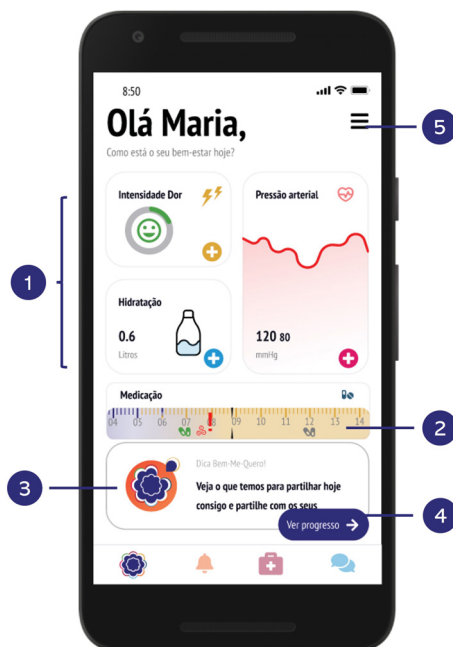 8:50
Olá Maria,
Como está o seu bem-estar hoje?
5
Intensidade Dor
Pressão arterial
1
Hidratação
0.6
Litros
120 80
mmHg
Medicação
04 05 06 07 08 09 10 11 12 13 14
2
Dica Bem-Me-Quero!
3
Veja o que temos para partilhar hoje
consigo e partilhe com os seus
Ver progresso
4